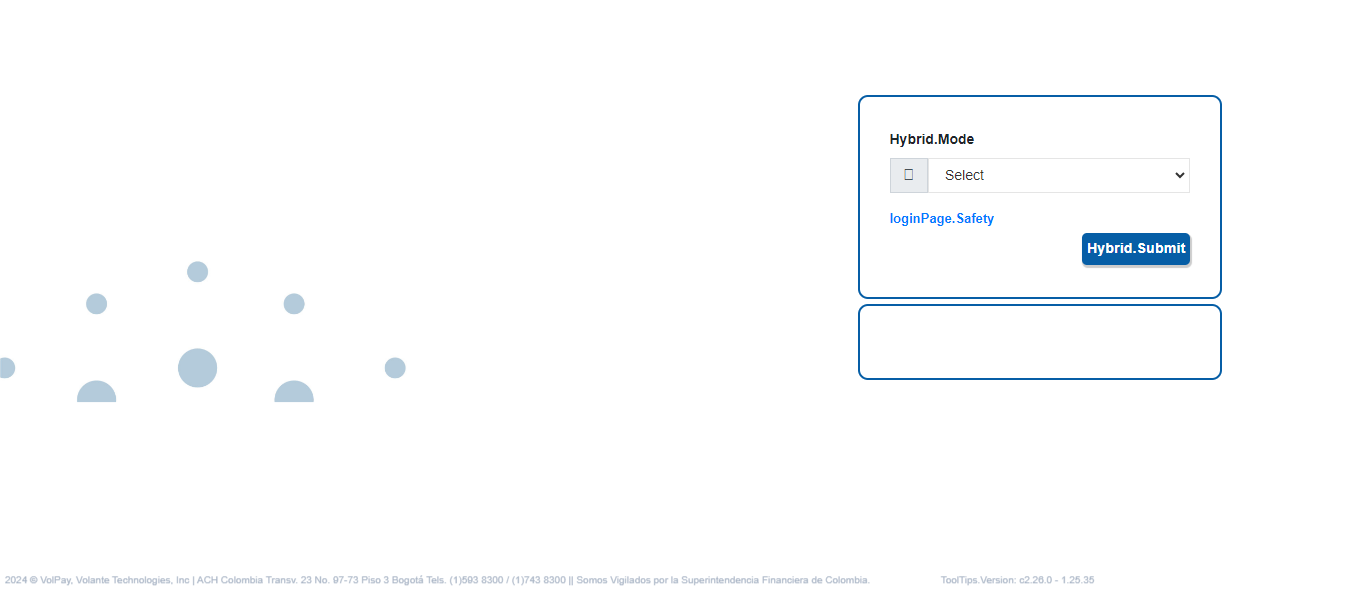 Hybrid.Mode
Select
loginPage.Safety
Hybrid.Submit
2024 © VolPay, Volante Technologies, Inc | ACH Colombia Transv. 23 No. 97-73 Piso 3 Bogotá Tels. (1)593 8300 / (1)743 8300 || Somos Vigilados por la Superintendencia Financiera de Colombia. ToolTips.Version: c2.26.0 - 1.25.35